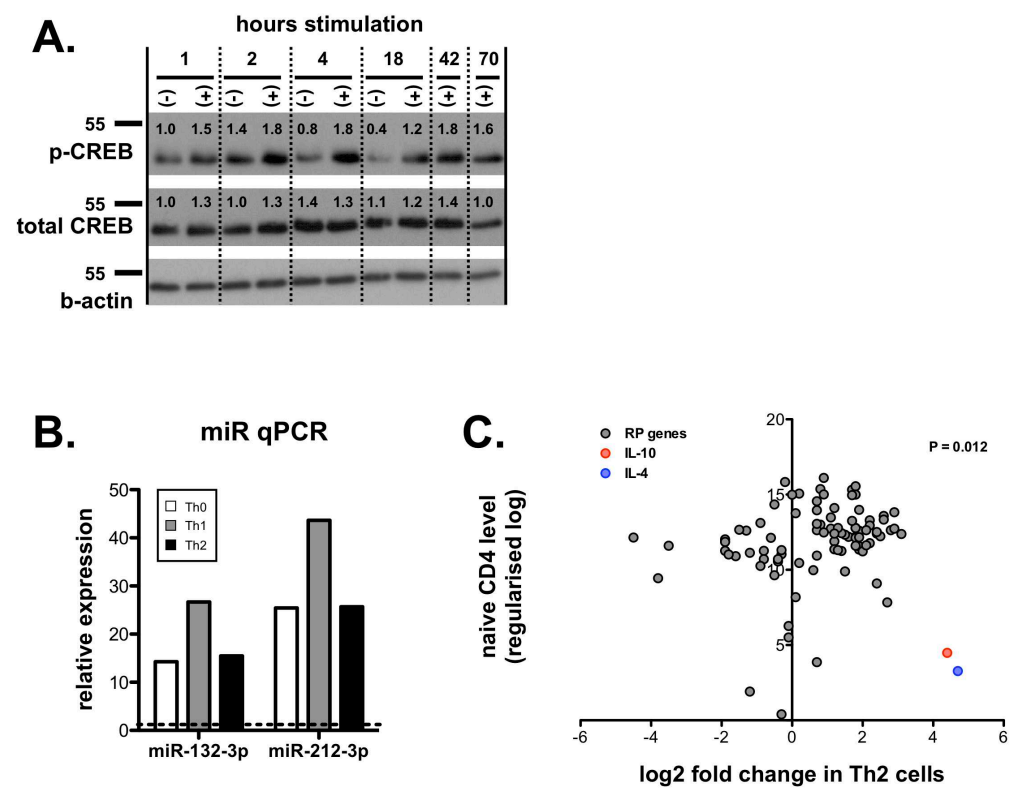 A.
hours stimulation
1 2 4 18 42 70
(-) (+) (-) (+) (-) (+) (-) (+) (+) (+)
55
1.0 1.5 1.4 1.8 0.8 1.8 0.4 1.2 1.8 1.6
p-CREB
55
1.0 1.3 1.0 1.3 1.4 1.3 1.1 1.2 1.4 1.0
total CREB
55
b-actin
B.
miR qPCR
relative expression
50
40
30
20
10
0
Th0
Th1
Th2
miR-132-3p miR-212-3p
C.
RP genes
IL-10
IL-4
P = 0.012
naive CD4 level
(regularised log)
20
15
10
5
-6 -4 -2 0 2 4 6
log2 fold change in Th2 cells